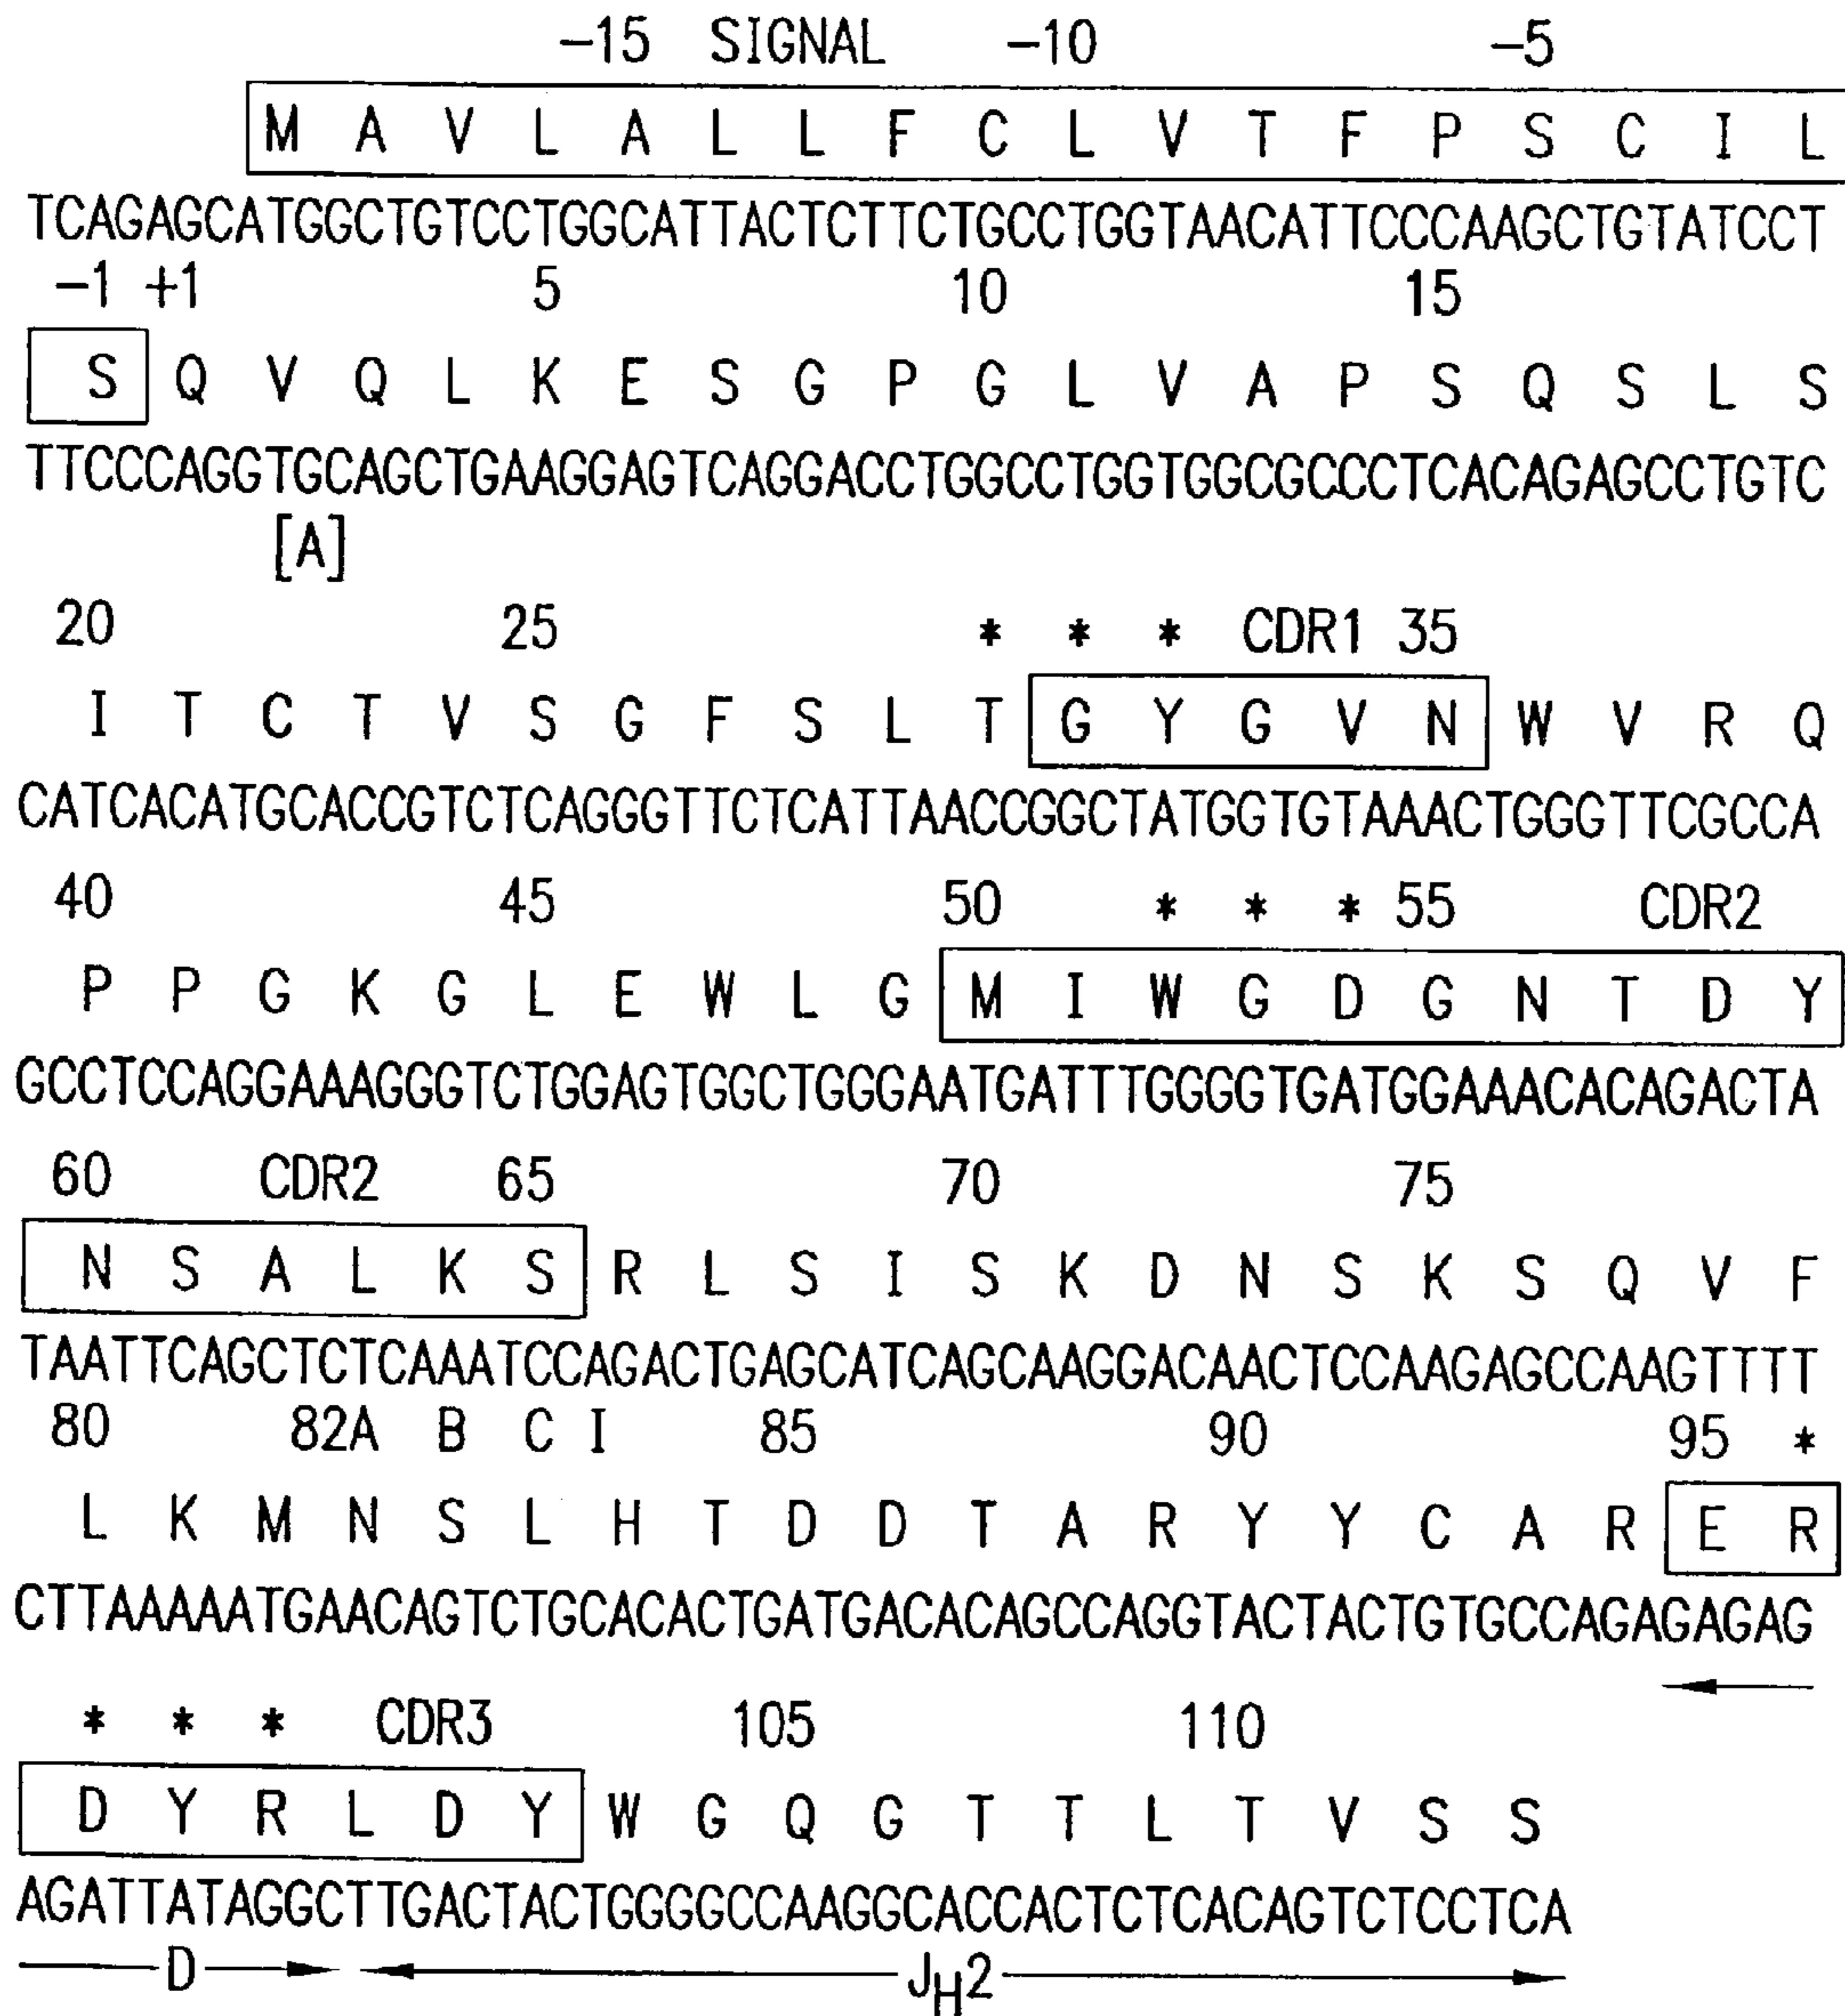 −15 SIGNAL −10 −5
M A V L A L L F C L V T F P S C I L
TCAGAGCATGGCTGTCCTGGCATTACTCTTCTGCCTGGTAACATTCCCAAGCTGTATCCT
−1 +1 5 10 15
S Q V Q L K E S G P G L V A P S Q S L S
TTCCCAGGTGCAGCTGAAGGAGTCAGGACCTGGCCTGGTGGCGCCCTCACAGAGCCTGTC
[A]
20 25 * * * CDR1 35
I T C T V S G F S L T G Y G V N W V R Q
CATCACATGCACCGTCTCAGGGTTCTCATTAACCGGCTATGGTGTAAACTGGGTTCGCCA
40 45 50 * * * 55 CDR2
P P G K G L E W L G M I W G D G N T D Y
GCCTCCAGGAAAGGGTCTGGAGTGGCTGGGAATGATTTGGGGTGATGGAAACACAGACTA
60 CDR2 65 70 75
N S A L K S R L S I S K D N S K S Q V F
TAATTCAGCTCTCAAATCCAGACTGAGCATCAGCAAGGACAACTCCAAGAGCCAAGTTTT
80 82A B C I 85 90 95 *
L K M N S L H T D D T A R Y Y C A R E R
CTTAAAAATGAACAGTCTGCACACTGATGACACAGCCAGGTACTACTGTGCCAGAGAGAG
* * * CDR3 105 110
D Y R L D Y W G Q G T T L T V S S
AGATTATAGGCTTGACTACTGGGGCCAAGGCACCACTCTCACAGTCTCCTCA
D JH2